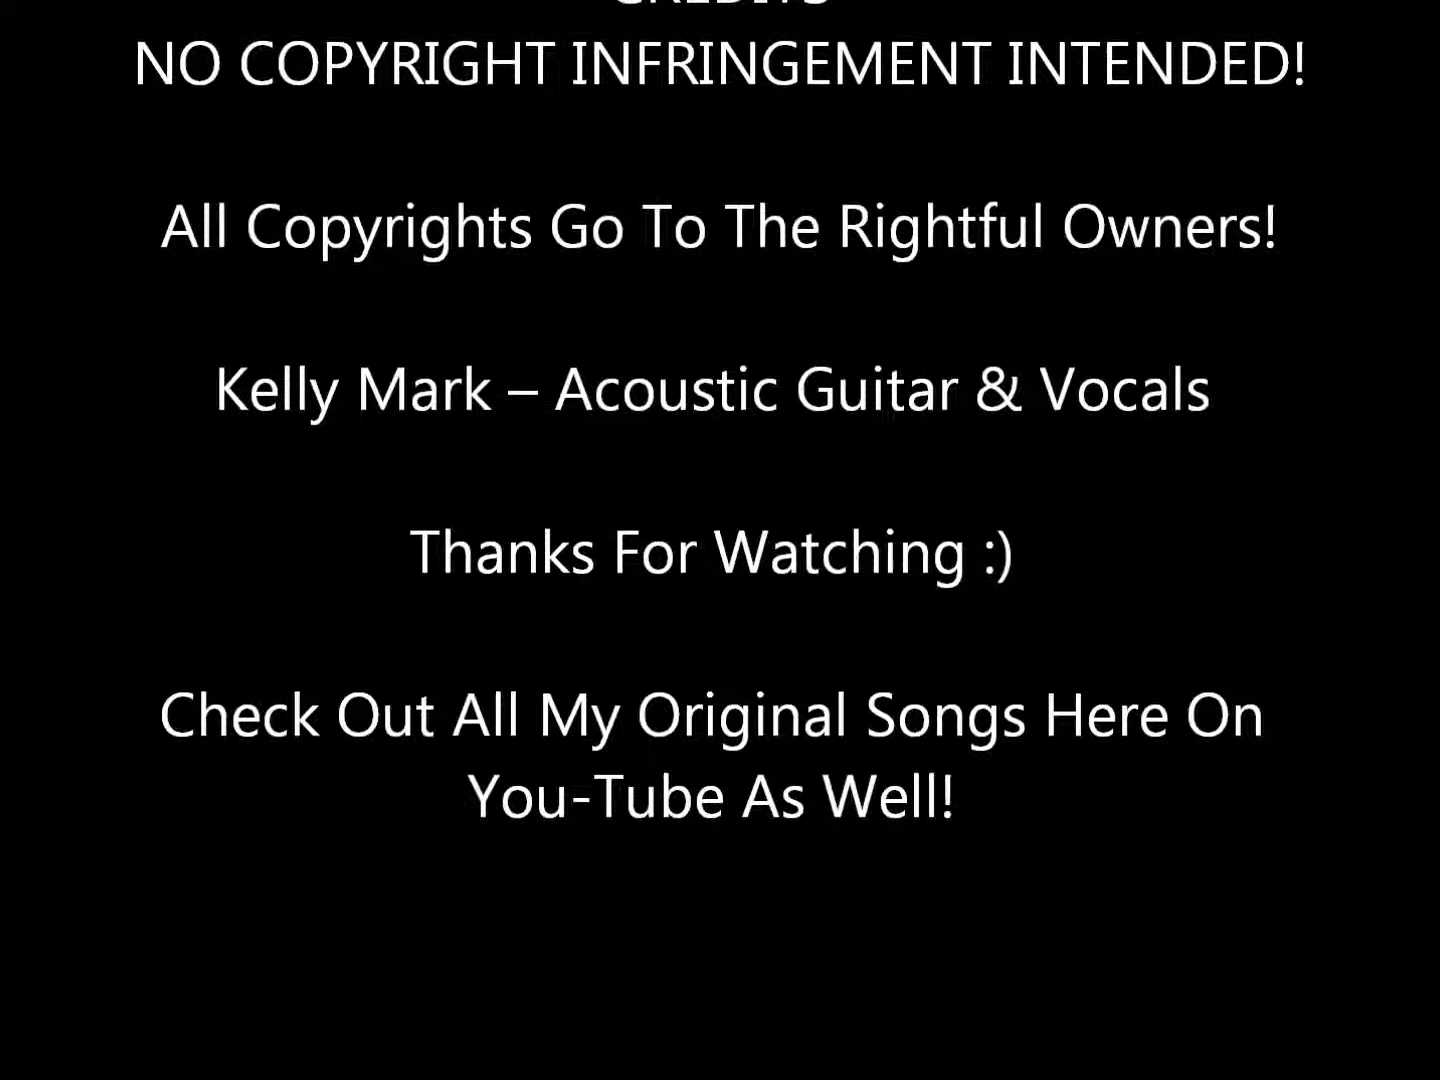 CREDITS
NO COPYRIGHT INFRINGEMENT INTENDED!
All Copyrights Go To The Rightful Owners!
Kelly Mark – Acoustic Guitar & Vocals
Thanks For Watching :)
Check Out All My Original Songs Here On
You-Tube As Well!